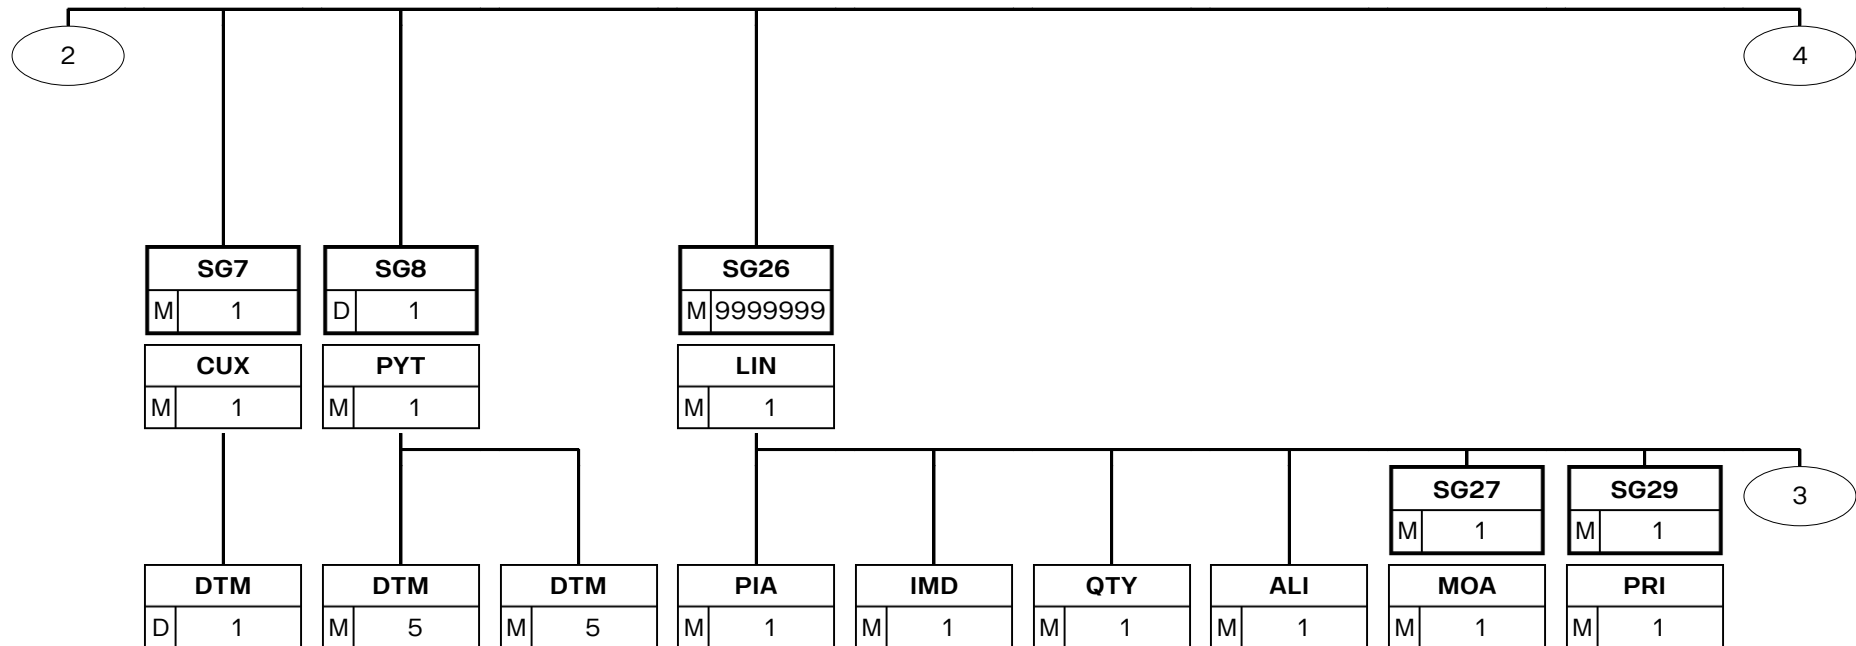 2 4
SG7 SG8 SG26
M 1 D 1 M 9999999
CUX PYT LIN
M 1 M 1 M 1
SG27 SG29 3
M 1 M 1
DTM DTM DTM PIA IMD QTY ALI MOA PRI
D 1 M 5 M 5 M 1 M 1 M 1 M 1 M 1 M 1